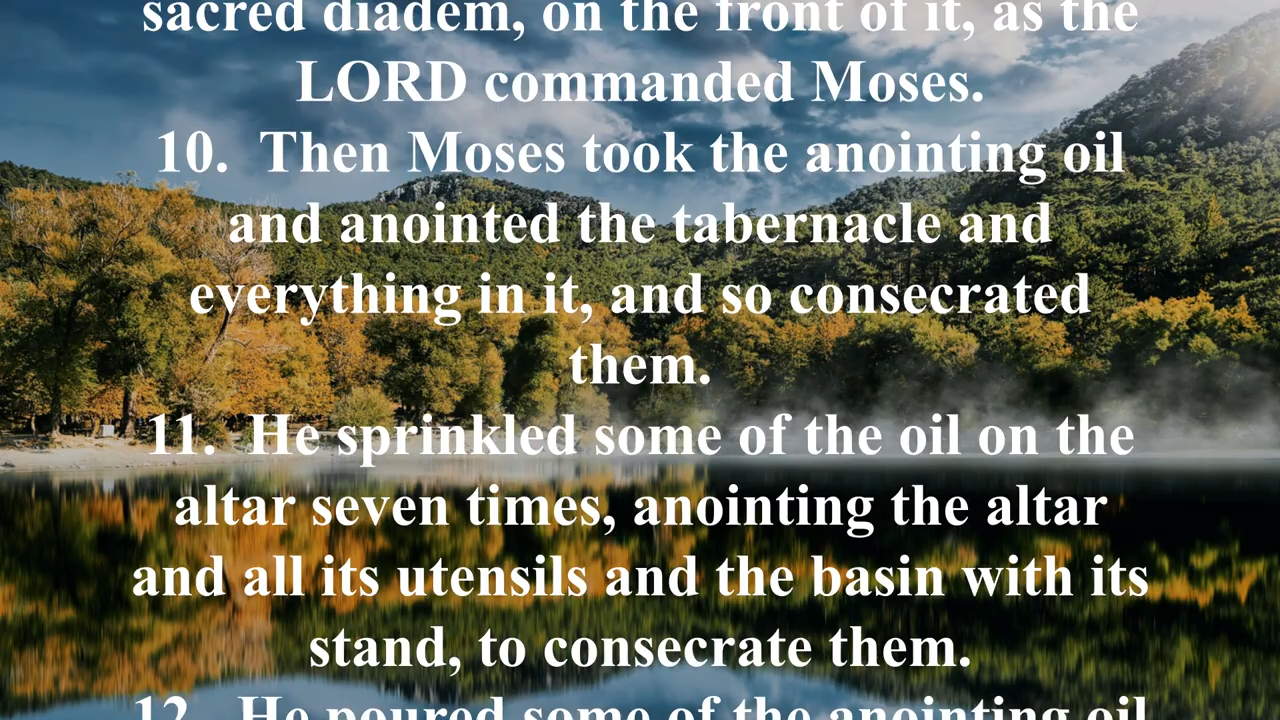 sacred diadem, on the front of it, as the
LORD commanded Moses.
10. Then Moses took the anointing oil
and anointed the tabernacle and
everything in it, and so consecrated
them.
11. He sprinkled some of the oil on the
altar seven times, anointing the altar
and all its utensils and the basin with its
stand, to consecrate them.
12. He poured some of the anointing oil